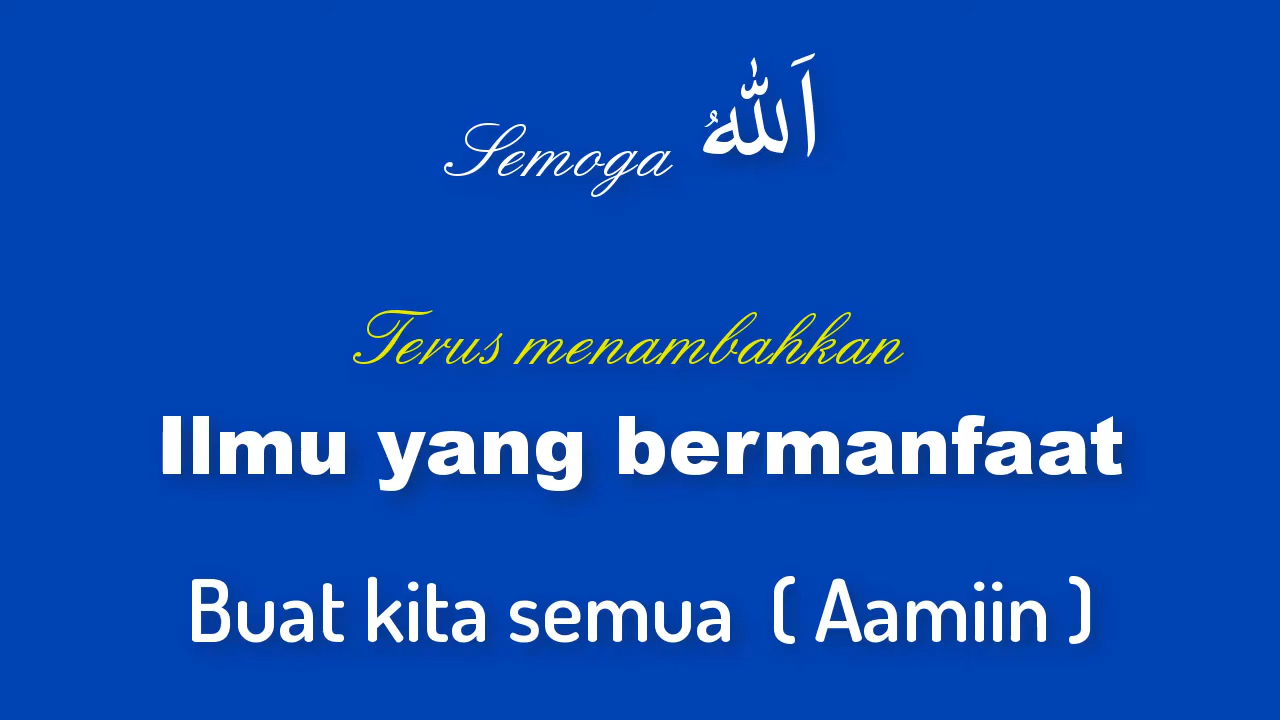 Semoga اَللّٰهُ
Terus menambahkan
Ilmu yang bermanfaat
Buat kita semua ( Aamiin )